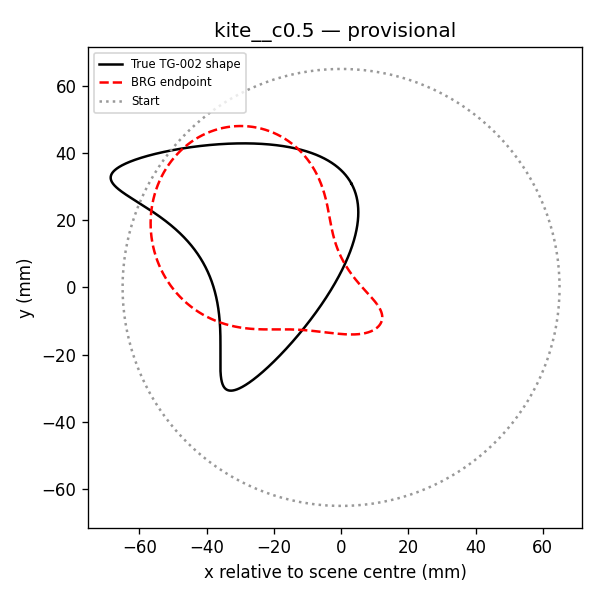 kite__c0.5 — provisional
True TG-002 shape
BRG endpoint
Start
60
40
20
0
−20
−40
−60
y (mm)
−60 −40 −20 0 20 40 60
x relative to scene centre (mm)